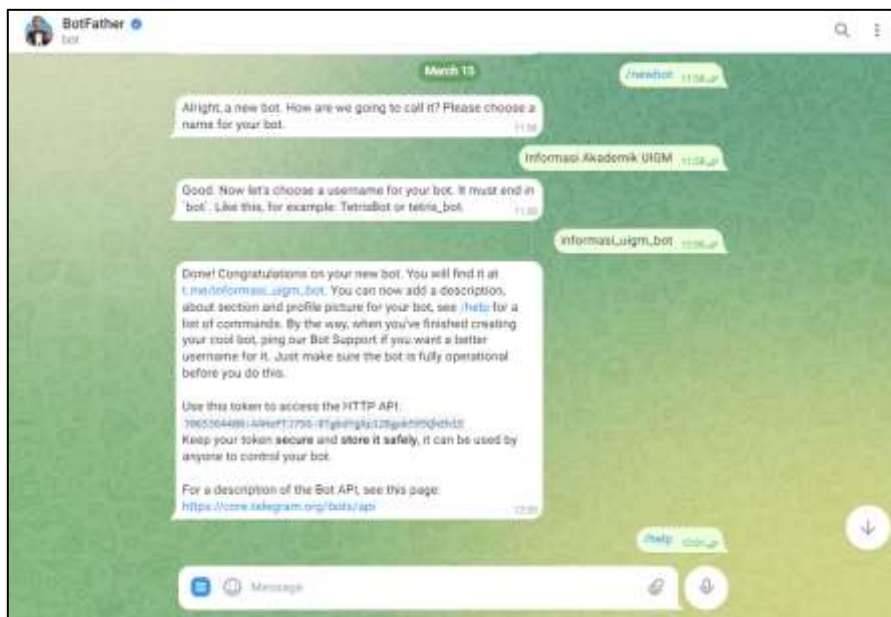 BotFather
bot
March 13
/newbot 11:58
Alright, a new bot. How are we going to call it? Please choose a
name for your bot.
11:58
Informasi Akademik UIGM
Good. Now let's choose a username for your bot. It must end in
`bot`. Like this, for example: TetrisBot or tetris_bot.
informasi_uigm_bot
Done! Congratulations on your new bot. You will find it at
t.me/informasi_uigm_bot. You can now add a description,
about section and profile picture for your bot, see /help for a
list of commands. By the way, when you've finished creating
your cool bot, ping our Bot Support if you want a better
username for it. Just make sure the bot is fully operational
before you do this.
Use this token to access the HTTP API:
Keep your token secure and store it safely, it can be used by
anyone to control your bot.
For a description of the Bot API, see this page:
https://core.telegram.org/bots/api
/help
Message